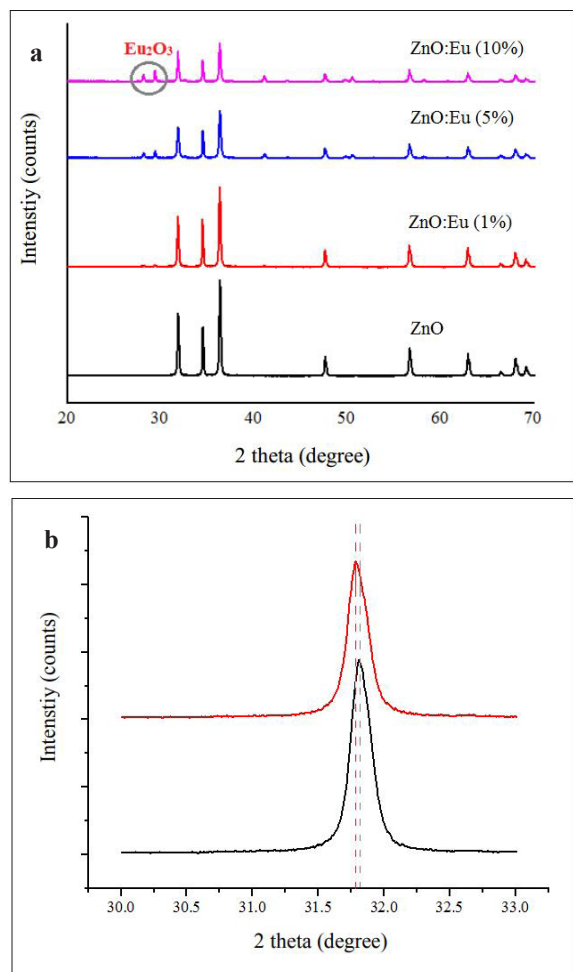 a
Eu₂O₃
ZnO:Eu (10%)
ZnO:Eu (5%)
ZnO:Eu (1%)
ZnO
Intenstiy (counts)
20 30 40 50 60 70
2 theta (degree)
b
Intenstiy (counts)
30.0 30.5 31.0 31.5 32.0 32.5 33.0
2 theta (degree)